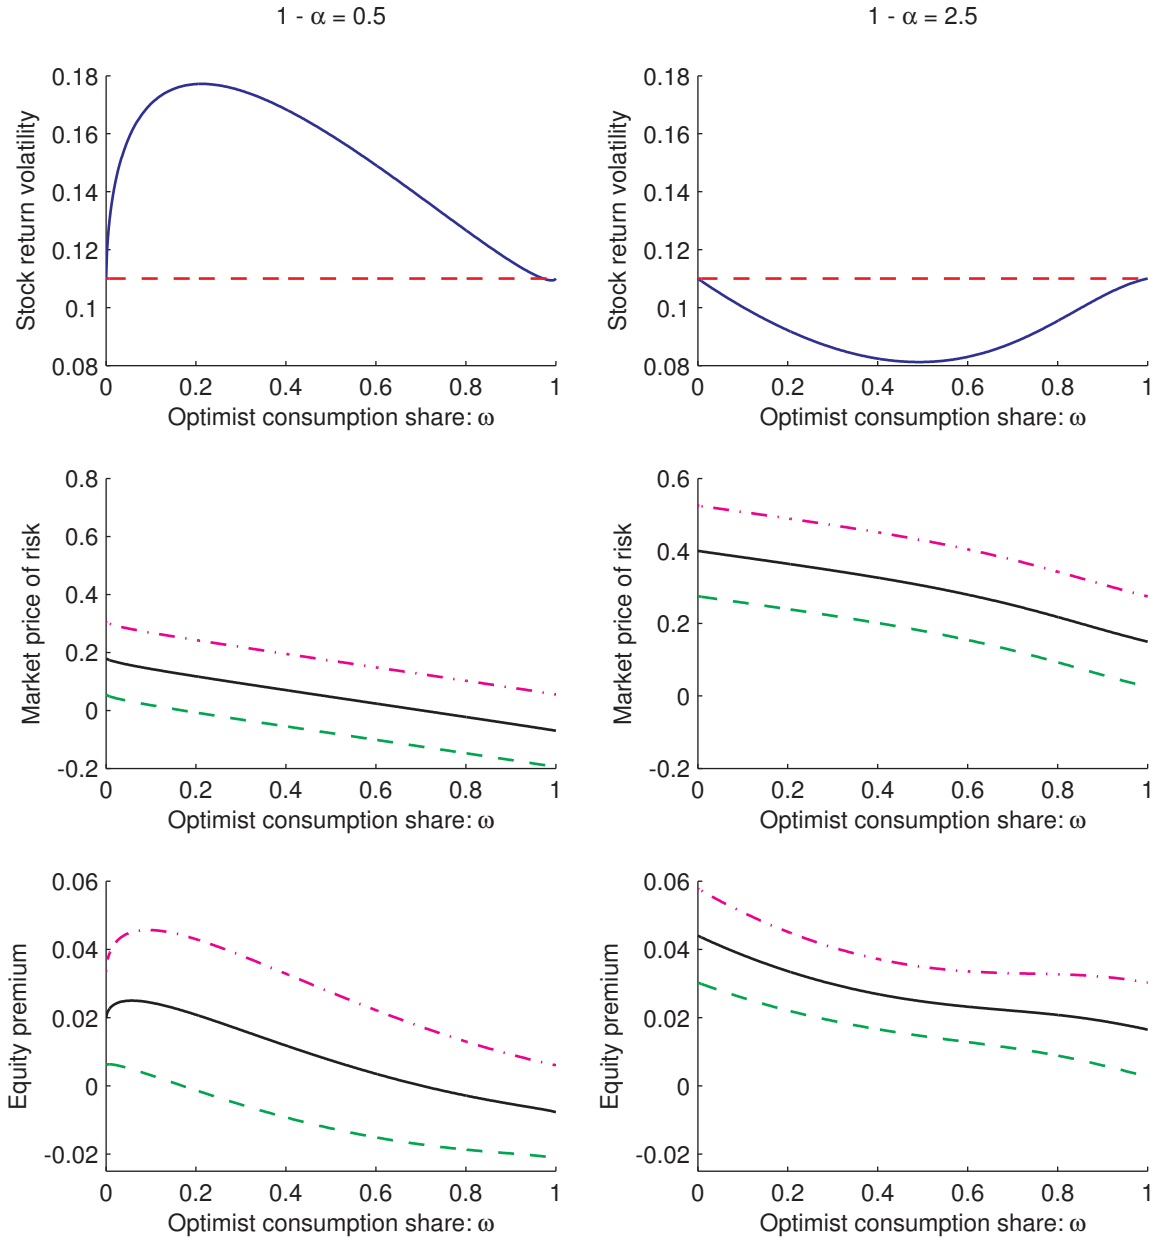 1 - α = 0.5
1 - α = 2.5
0.18
0.16
0.14
0.12
0.1
0.08
0 0.2 0.4 0.6 0.8 1
Stock return volatility
Optimist consumption share: ω
0.18
0.16
0.14
0.12
0.1
0.08
0 0.2 0.4 0.6 0.8 1
Stock return volatility
Optimist consumption share: ω
0.8
0.6
0.4
0.2
0
-0.2
0 0.2 0.4 0.6 0.8 1
Market price of risk
Optimist consumption share: ω
0.6
0.4
0.2
0
-0.2
0 0.2 0.4 0.6 0.8 1
Market price of risk
Optimist consumption share: ω
0.06
0.04
0.02
0
-0.02
0 0.2 0.4 0.6 0.8 1
Equity premium
Optimist consumption share: ω
0.06
0.04
0.02
0
-0.02
0 0.2 0.4 0.6 0.8 1
Equity premium
Optimist consumption share: ω